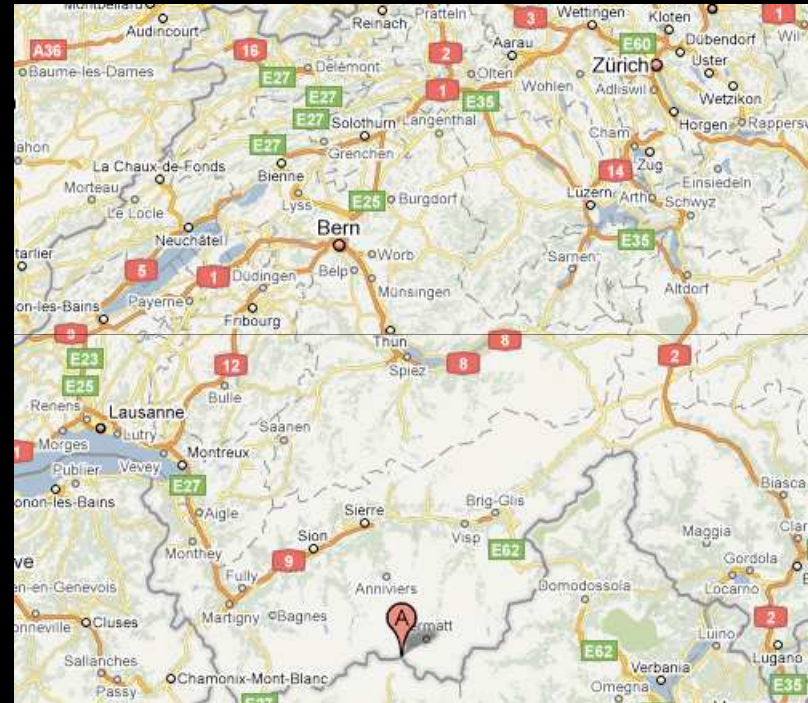 Audincourt
Reinach
Pratteln
Wettingen
Kloten
3
1
A36
16
2
Aarau
E60
Dübendorf
Wil
Baume-les-Dames
Delémont
Zürich
Uster
E27
Olten
Wohlen
Adliswil
Wetzikon
E27
1
E35
E27
Solothurn
Langenthal
Horgen
E27
Grenchen
Cham
La Chaux-de-Fonds
Bienne
14
Zug
Einsiedeln
Morteau
Lyss
E25
Burgdorf
Luzern
Arth
Schwyz
Le Locle
Neuchâtel
Bern
E35
5
1
Belp
Worb
Sarnen
Düdingen
Münsingen
Altdorf
Payerne
Fribourg
9
Thun
8
E23
12
Spiez
8
2
E25
Bulle
Renens
Lausanne
Saanen
Morges
Lutry
Vevey
Montreux
Publier
E27
Biasca
Aigle
Sierre
Brig-Glis
Sion
Visp
Maggia
Monthey
9
E62
Gordola
Fully
Anniviers
Domodossola
Locarno
Martigny
Bagnes
A
2
Cluses
E62
Luino
Sallanches
Verbania
Lugano
Passy
Chamonix-Mont-Blanc
Omegna
E35
E27